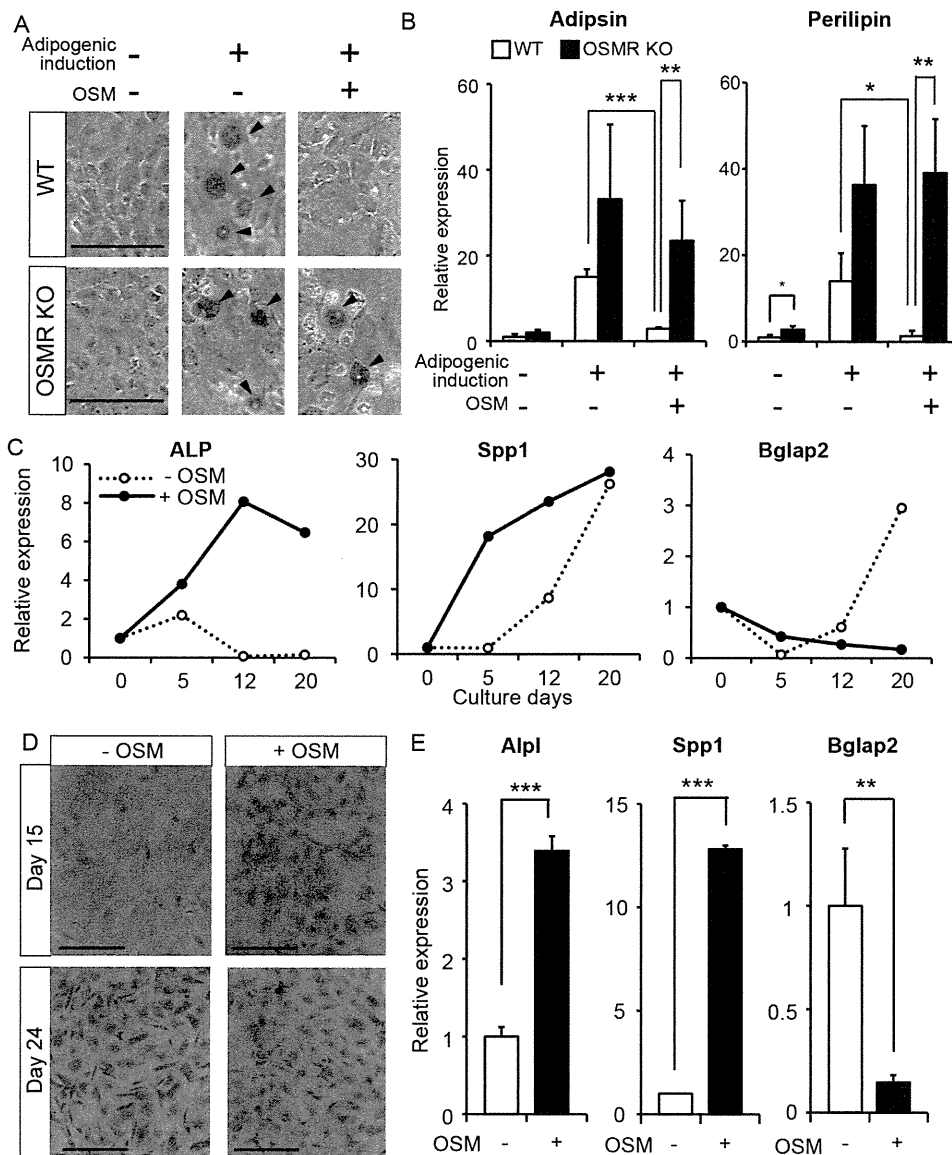 A
Adipogenic induction - + +
OSM - - +
WT
OSMR KO
B
Adipsin
Perilipin
WT OSMR KO
Relative expression
60
40
20
0
***
**
60
40
20
0
*
*
**
Adipogenic induction - + + - + +
OSM - - + - - +
C
ALP
Spp1
Bglap2
- OSM
+ OSM
Relative expression
10
8
6
4
2
0
30
20
10
0
4
3
2
1
0
0 5 12 20
0 5 12 20
0 5 12 20
Culture days
D
- OSM + OSM
Day 15
Day 24
E
Alpl
Spp1
Bglap2
Relative expression
4
3
2
1
0
***
15
10
5
0
***
1.5
1
0.5
0
**
OSM - +
OSM - +
OSM - +